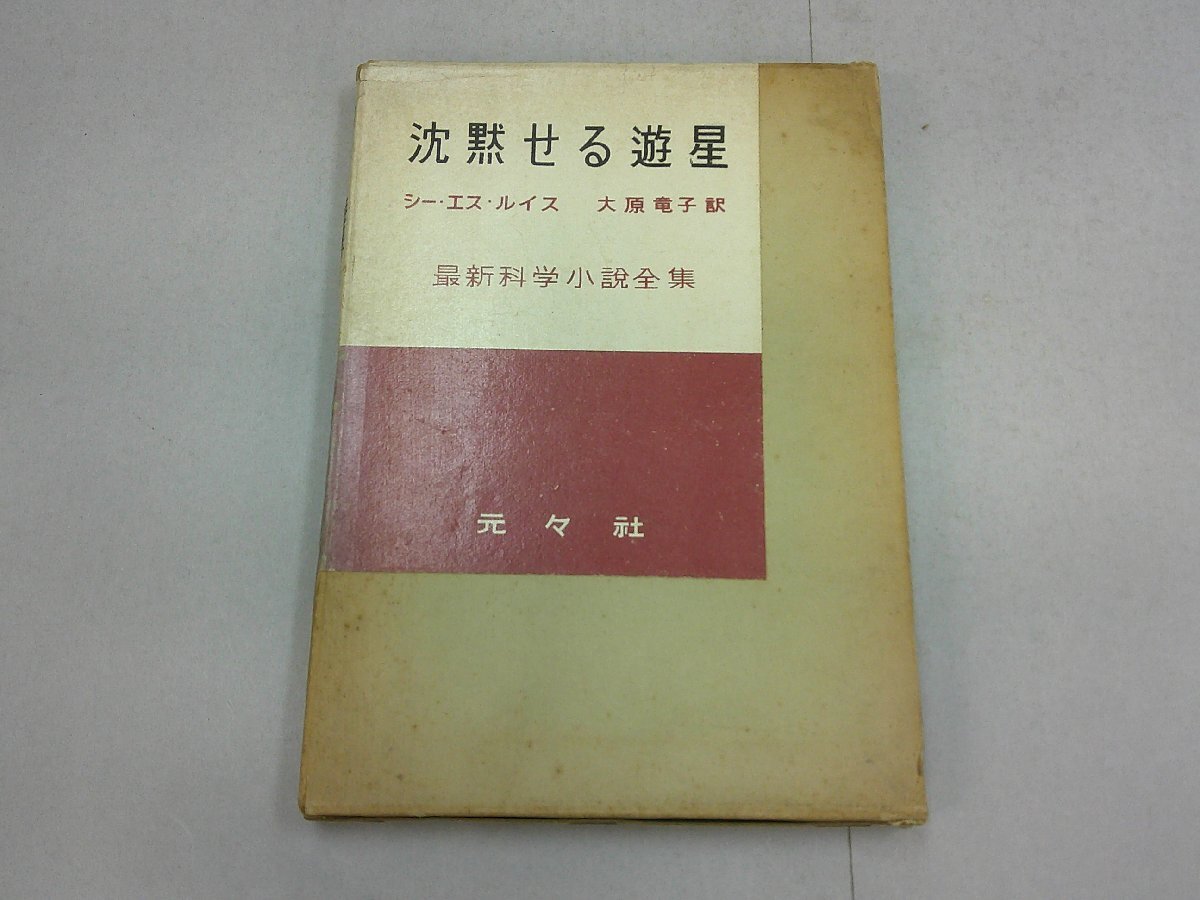 沈黙せる遊星
シー・エス・ルイス 大原竜子訳
最新科学小説全集
元々社